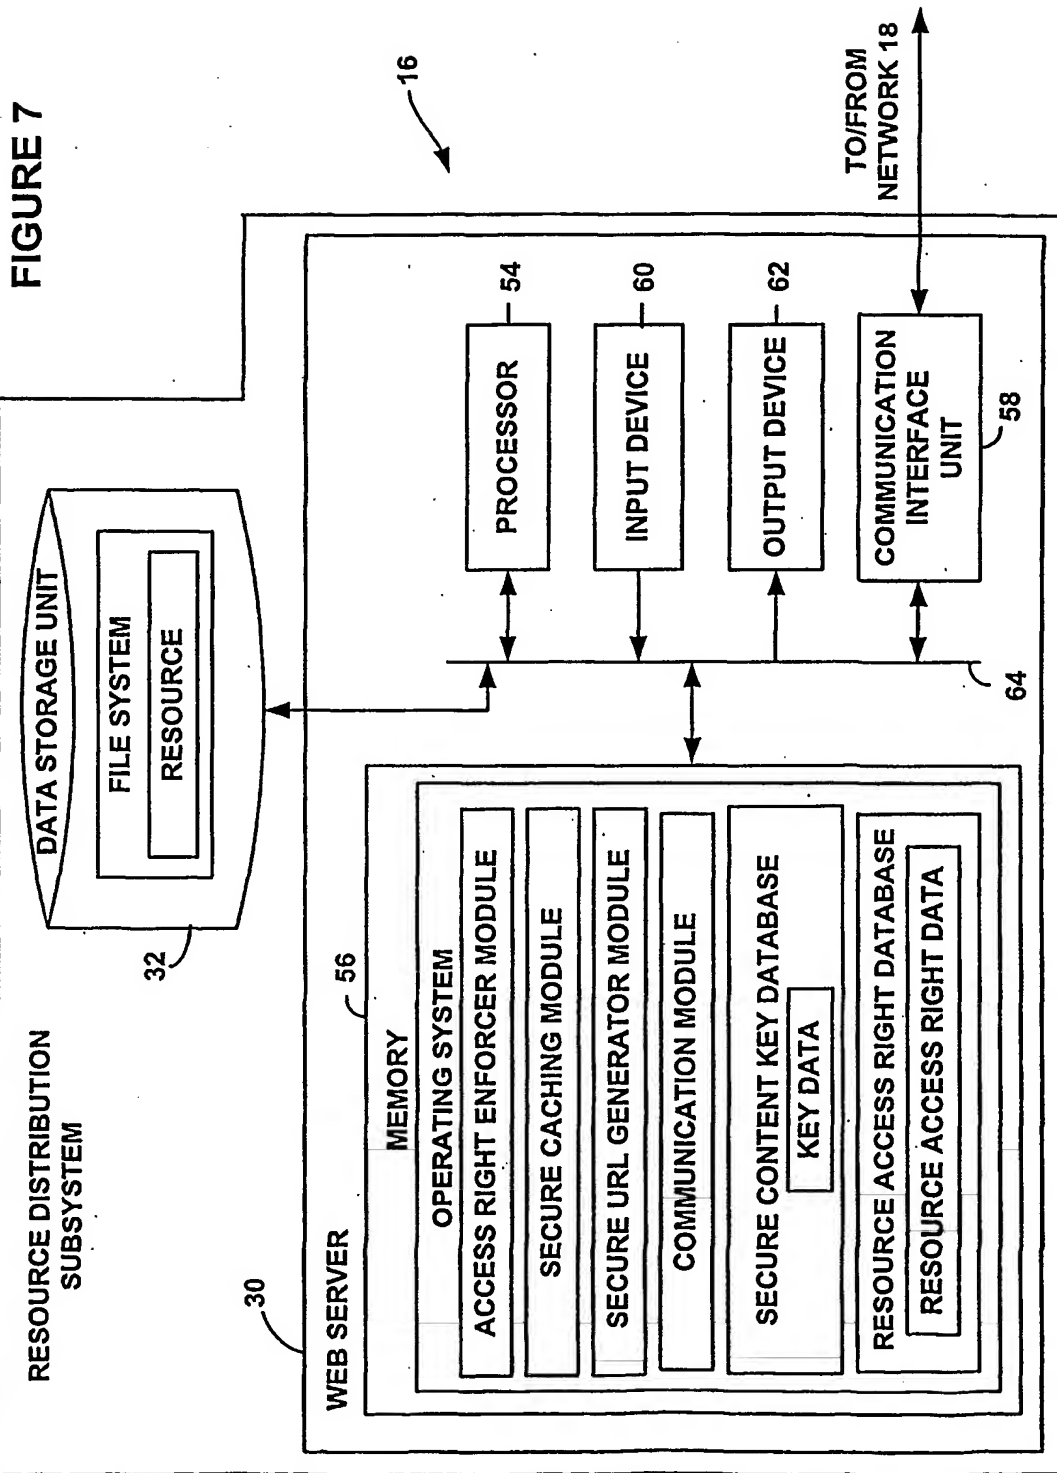 FIGURE 7
RESOURCE DISTRIBUTION
SUBSYSTEM
16
DATA STORAGE UNIT
FILE SYSTEM
RESOURCE
32
30
WEB SERVER
56
MEMORY
OPERATING SYSTEM
ACCESS RIGHT ENFORCER MODULE
SECURE CACHING MODULE
SECURE URL GENERATOR MODULE
COMMUNICATION MODULE
SECURE CONTENT KEY DATABASE
KEY DATA
RESOURCE ACCESS RIGHT DATABASE
RESOURCE ACCESS RIGHT DATA
PROCESSOR
54
INPUT DEVICE
60
OUTPUT DEVICE
62
COMMUNICATION
INTERFACE
UNIT
58
64
TO/FROM
NETWORK 18